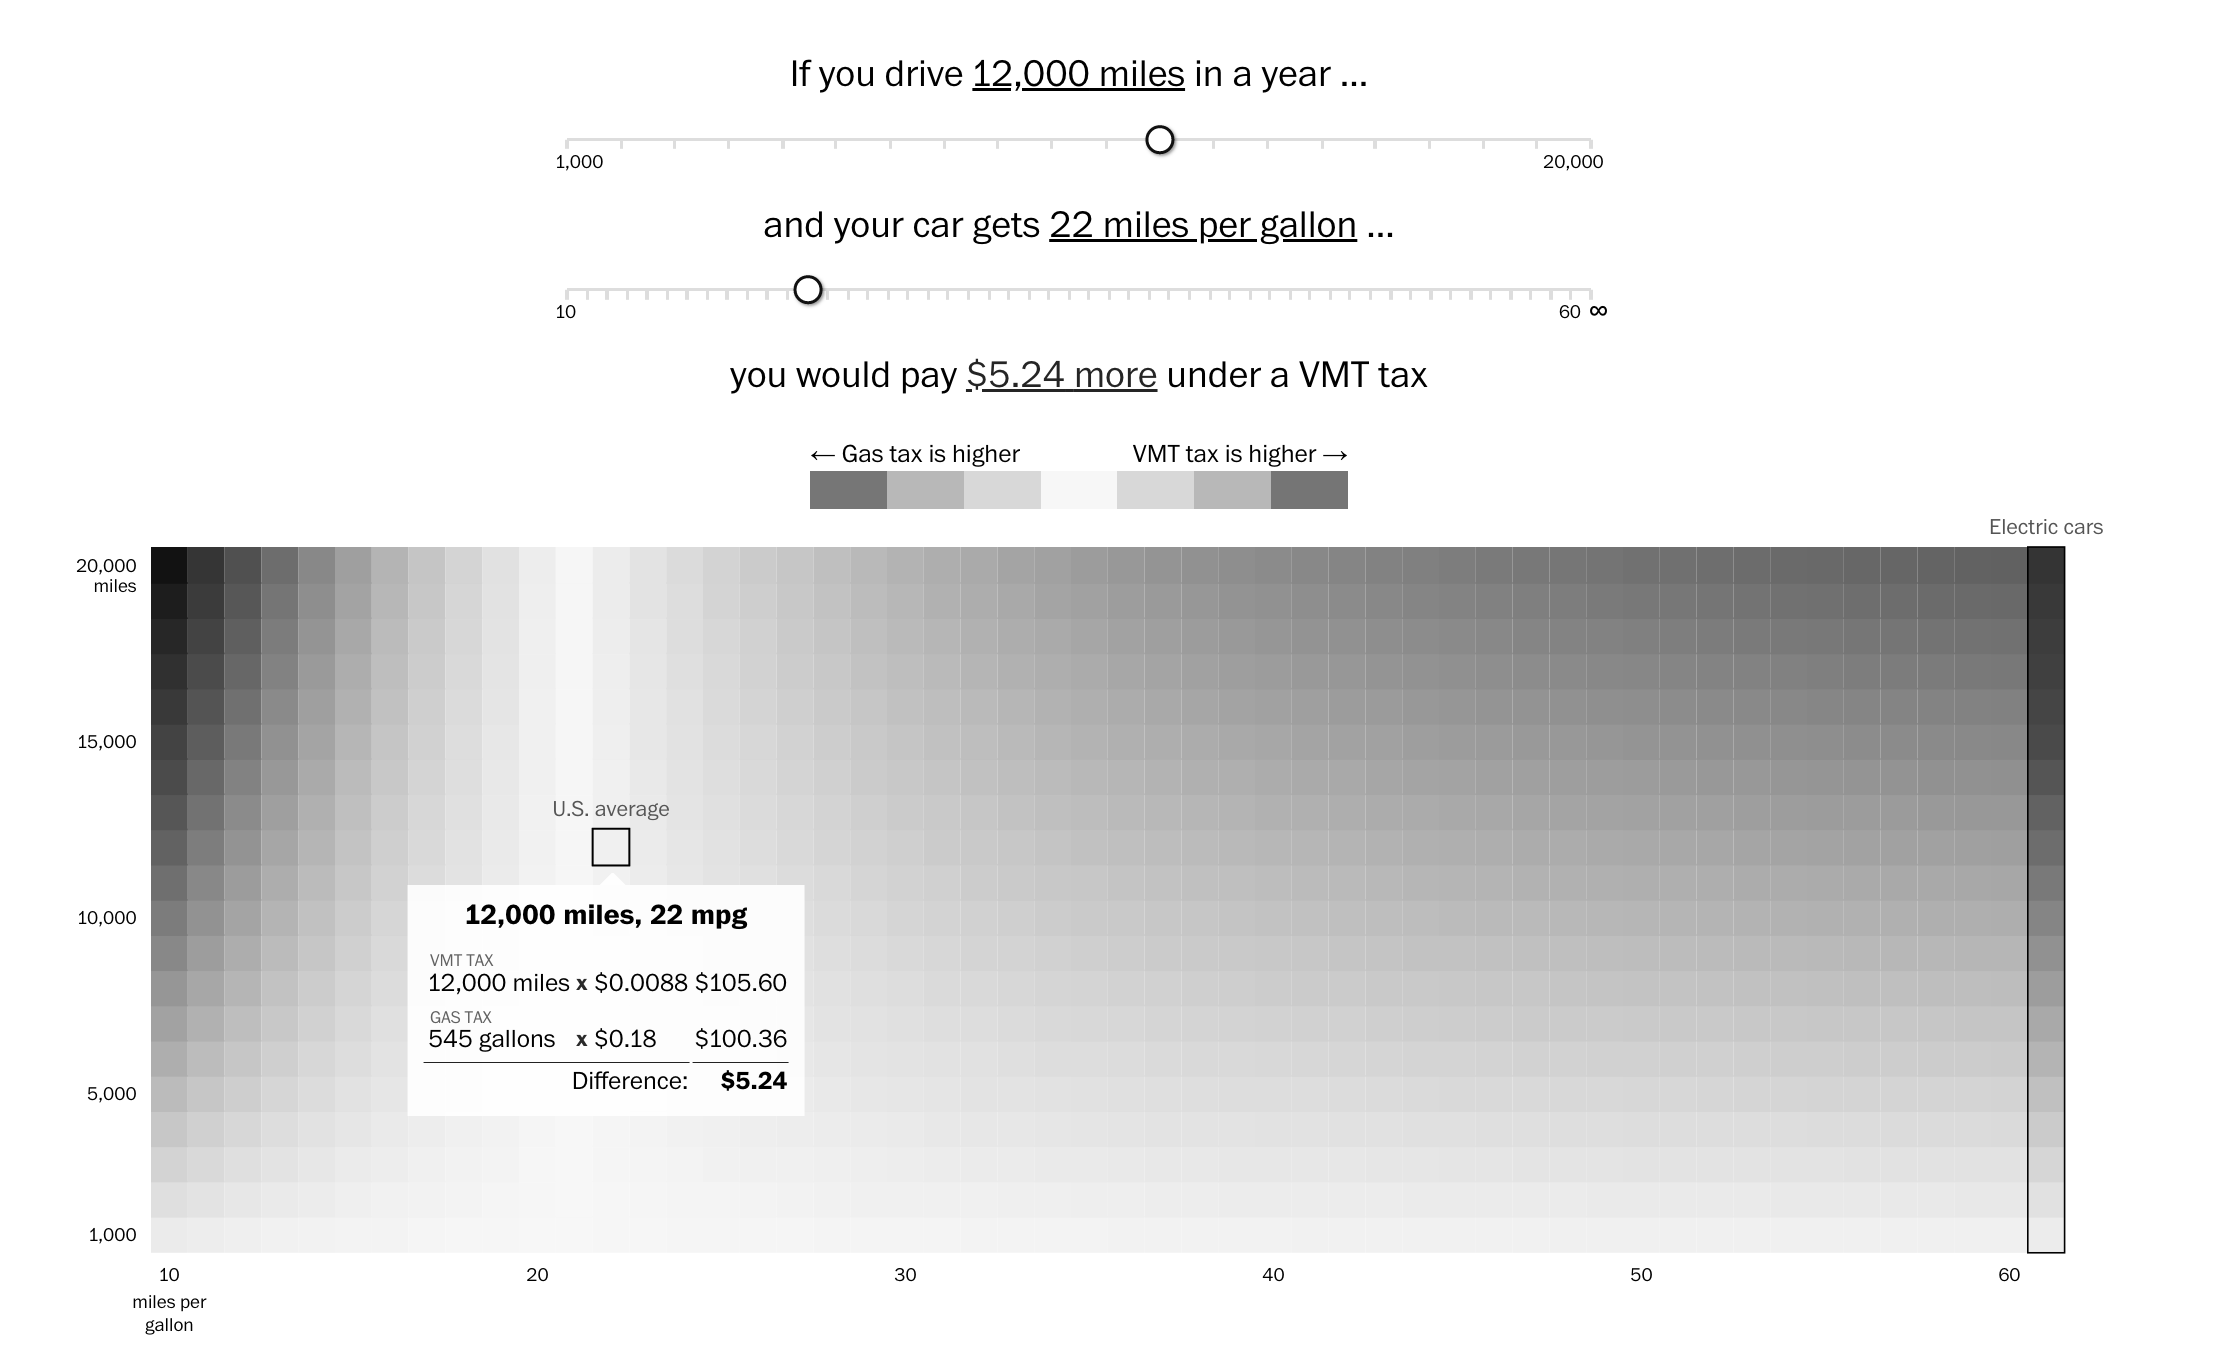 If you drive 12,000 miles in a year ...
1,000 20,000
and your car gets 22 miles per gallon ...
10 60 ∞
you would pay $5.24 more under a VMT tax
← Gas tax is higher VMT tax is higher →
Electric cars
20,000
miles
15,000
U.S. average
10,000
12,000 miles, 22 mpg
VMT TAX
12,000 miles x $0.0088 $105.60
GAS TAX
545 gallons x $0.18 $100.36
Difference: $5.24
5,000
1,000
10 20 30 40 50 60
miles per
gallon